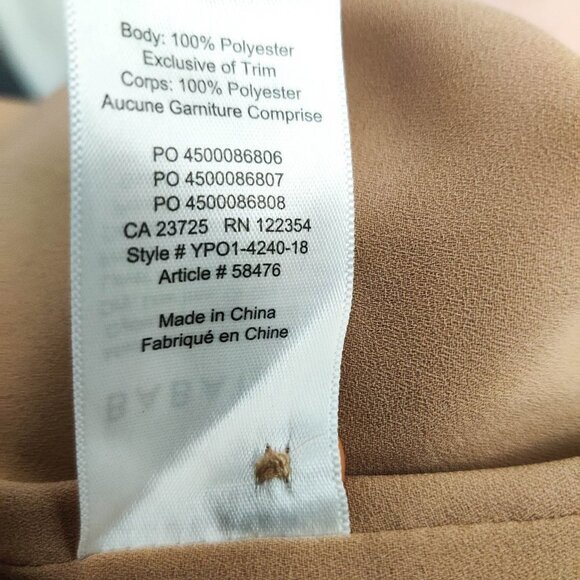 Body: 100% Polyester
Exclusive of Trim
Corps: 100% Polyester
Aucune Garniture Comprise
PO 4500086806
PO 4500086807
PO 4500086808
CA 23725 RN 122354
Style # YPO1-4240-18
Article # 58476
Made in China
Fabriqué en Chine